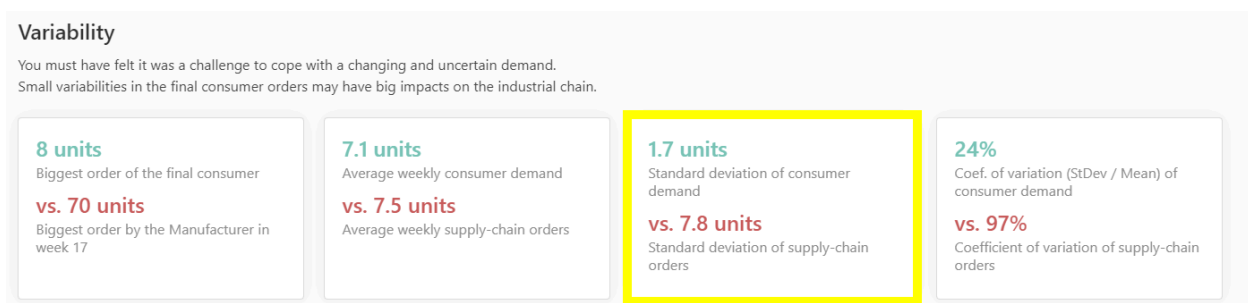 Variability
You must have felt it was a challenge to cope with a changing and uncertain demand.
Small variabilities in the final consumer orders may have big impacts on the industrial chain.
8 units
Biggest order of the final consumer
vs. 70 units
Biggest order by the Manufacturer in
week 17
7.1 units
Average weekly consumer demand
vs. 7.5 units
Average weekly supply-chain orders
1.7 units
Standard deviation of consumer
demand
vs. 7.8 units
Standard deviation of supply-chain
orders
24%
Coef. of variation (StDev / Mean) of
consumer demand
vs. 97%
Coefficient of variation of supply-chain
orders